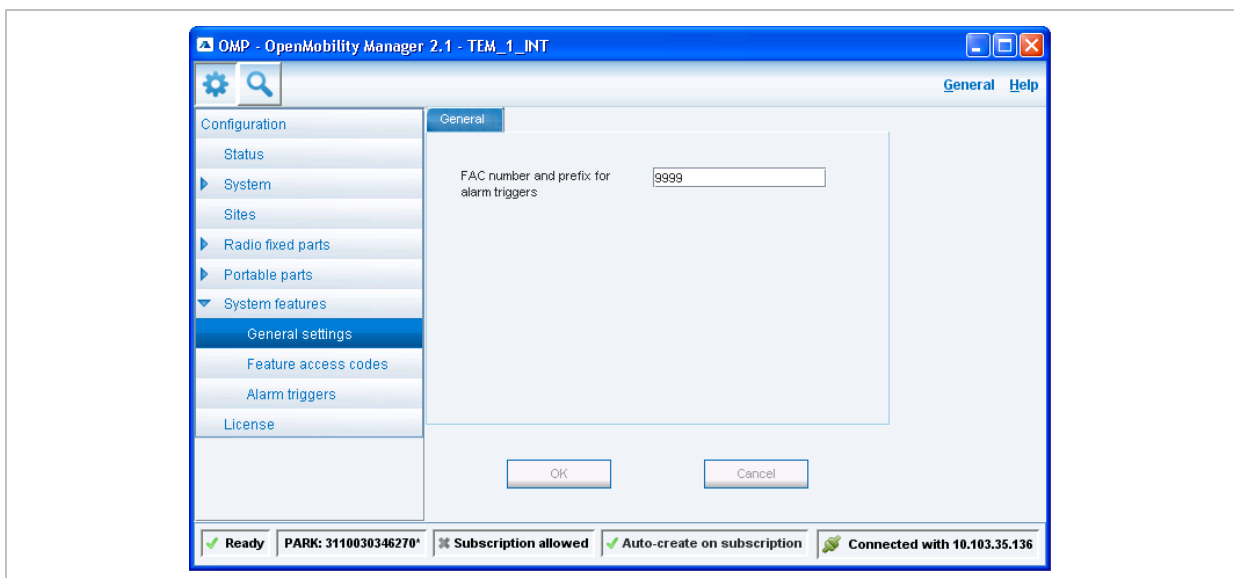 OMP - OpenMobility Manager 2.1 - TEM_1_INT
General Help
Configuration
Status
System
Sites
Radio fixed parts
Portable parts
System features
General settings
Feature access codes
Alarm triggers
License
General
FAC number and prefix for
alarm triggers
9999
OK Cancel
Ready PARK: 3110030346270* Subscription allowed Auto-create on subscription Connected with 10.103.35.136